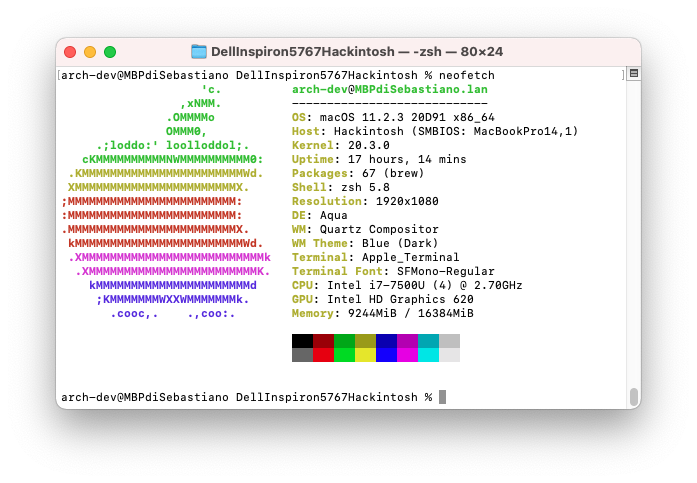 DellInspiron5767Hackintosh — -zsh — 80×24
[arch-dev@MBPdiSebastiano DellInspiron5767Hackintosh % neofetch ]
'c. arch-dev@MBPdiSebastiano.lan
,xNMM. ----------------------------
.OMMMMo OS: macOS 11.2.3 20D91 x86_64
OMMM0, Host: Hackintosh (SMBIOS: MacBookPro14,1)
.;loddo:' loolloddol;. Kernel: 20.3.0
cKMMMMMMMMMMNWMMMMMMMMMM0: Uptime: 17 hours, 14 mins
.KMMMMMMMMMMMMMMMMMMMMMMMWd. Packages: 67 (brew)
XMMMMMMMMMMMMMMMMMMMMMMMX. Shell: zsh 5.8
;MMMMMMMMMMMMMMMMMMMMMMMM: Resolution: 1920x1080
:MMMMMMMMMMMMMMMMMMMMMMMM: DE: Aqua
.MMMMMMMMMMMMMMMMMMMMMMMMX. WM: Quartz Compositor
kMMMMMMMMMMMMMMMMMMMMMMMMWd. WM Theme: Blue (Dark)
.XMMMMMMMMMMMMMMMMMMMMMMMMMMk Terminal: Apple_Terminal
.XMMMMMMMMMMMMMMMMMMMMMMMMK. Terminal Font: SFMono-Regular
kMMMMMMMMMMMMMMMMMMMMMMd CPU: Intel i7-7500U (4) @ 2.70GHz
;KMMMMMMMWXXWMMMMMMMk. GPU: Intel HD Graphics 620
.cooc,. .,coo:. Memory: 9244MiB / 16384MiB
arch-dev@MBPdiSebastiano DellInspiron5767Hackintosh %